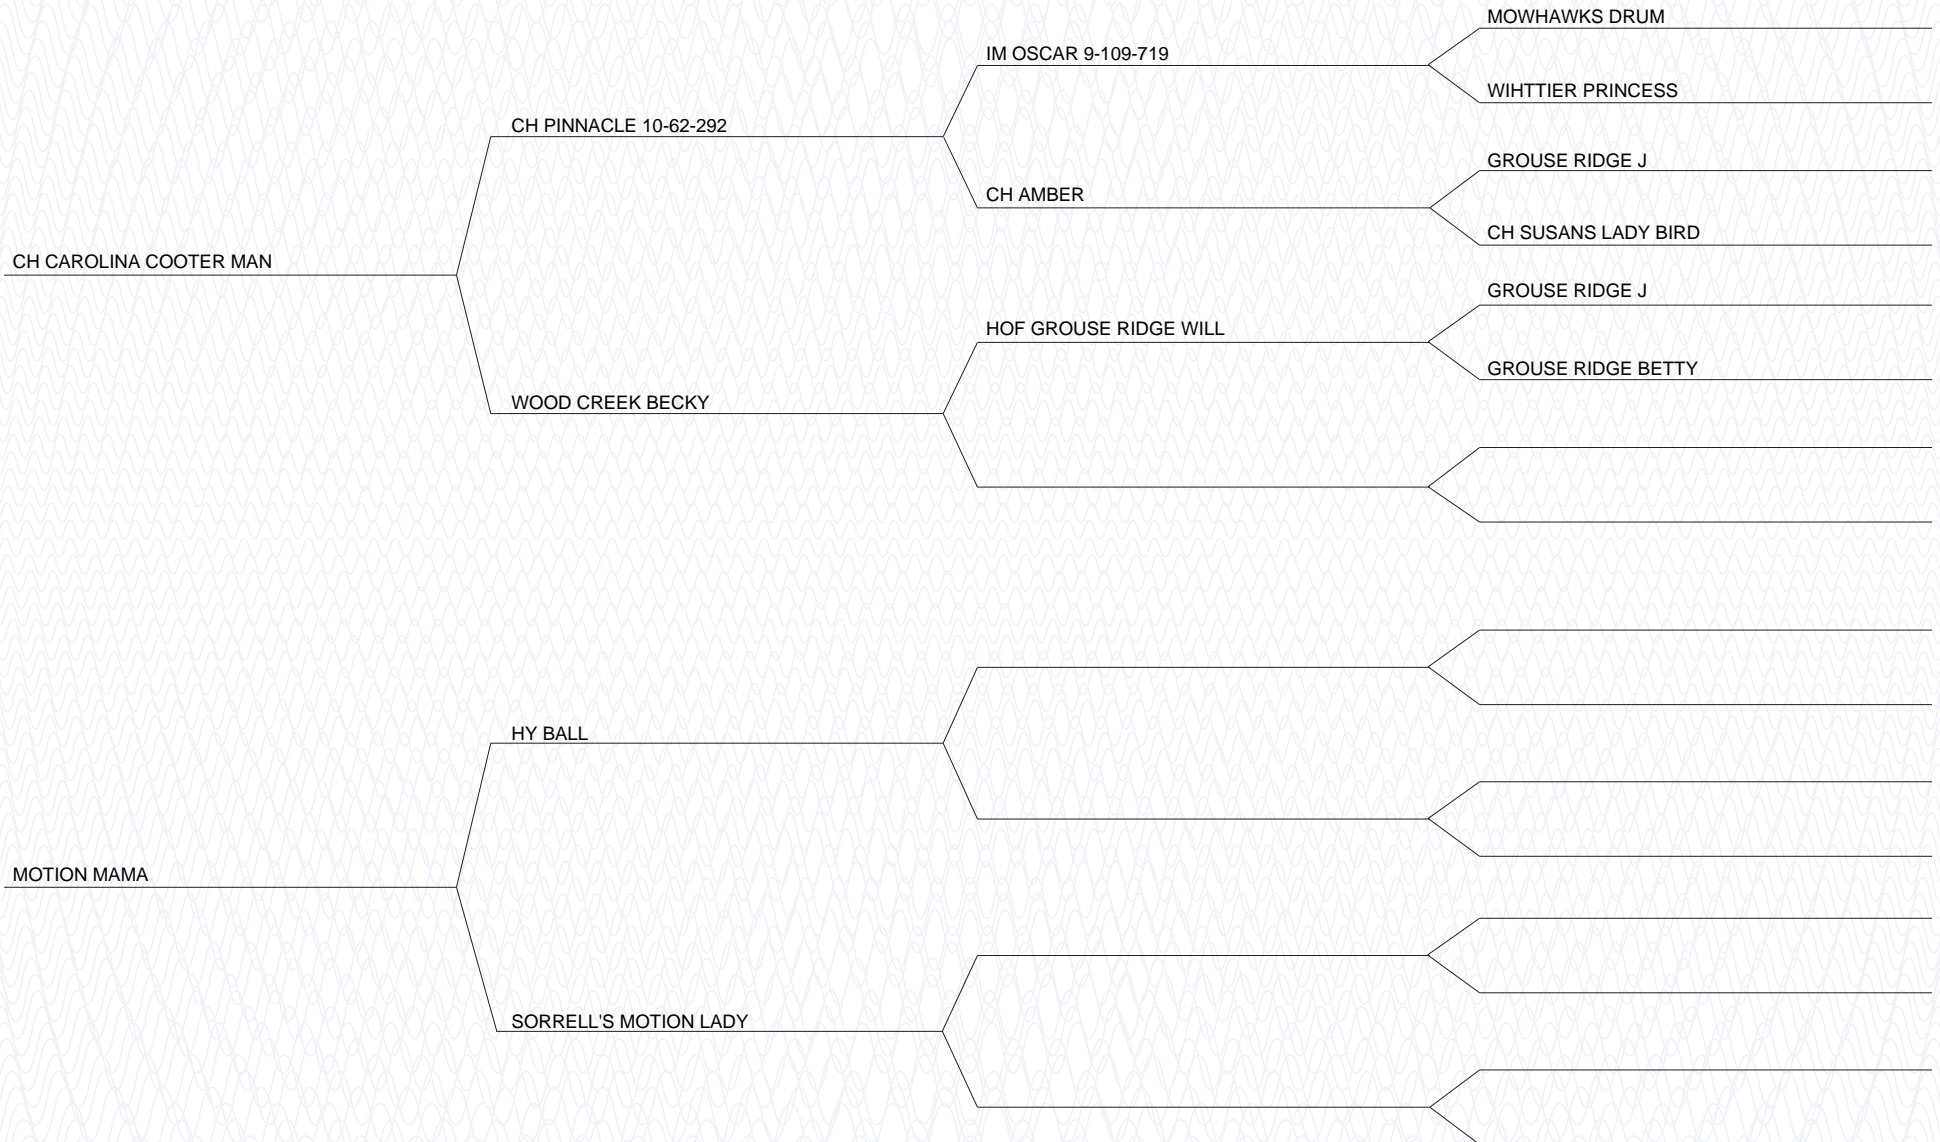 MOWHAWKS DRUM
IM OSCAR 9-109-719
WIHTTIER PRINCESS
CH PINNACLE 10-62-292
GROUSE RIDGE J
CH AMBER
CH SUSANS LADY BIRD
CH CAROLINA COOTER MAN
GROUSE RIDGE J
HOF GROUSE RIDGE WILL
GROUSE RIDGE BETTY
WOOD CREEK BECKY
HY BALL
MOTION MAMA
SORRELL'S MOTION LADY